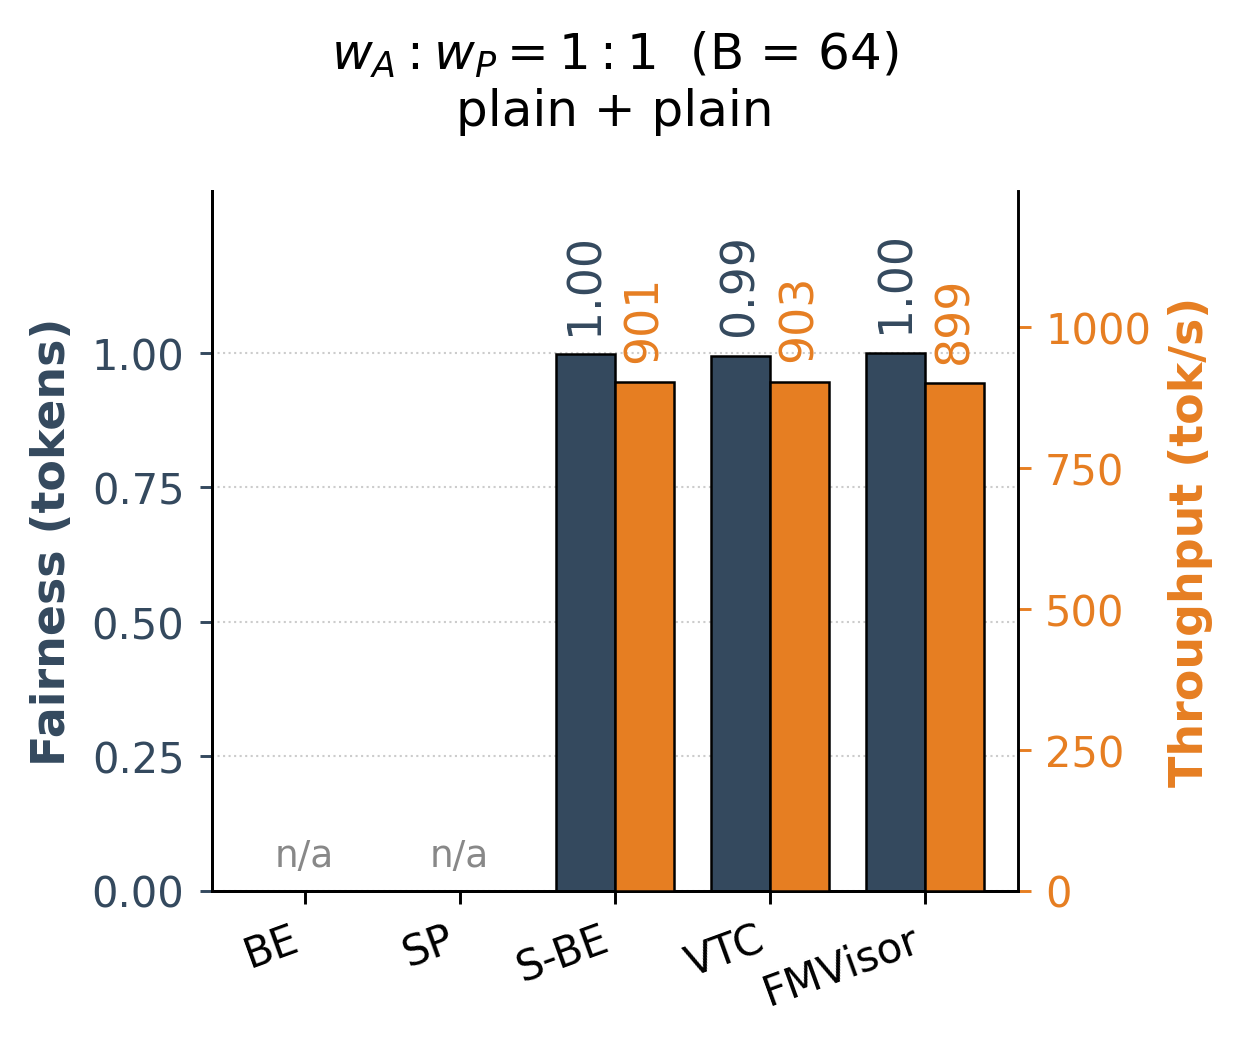 w_A : w_P = 1 : 1 (B = 64)
plain + plain
Fairness (tokens)
1.00
0.75
0.50
0.25
0.00
1.00
901
0.99
903
1.00
899
n/a
n/a
1000
750
500
250
0
Throughput (tok/s)
BE
SP
S-BE
VTC
FMVisor